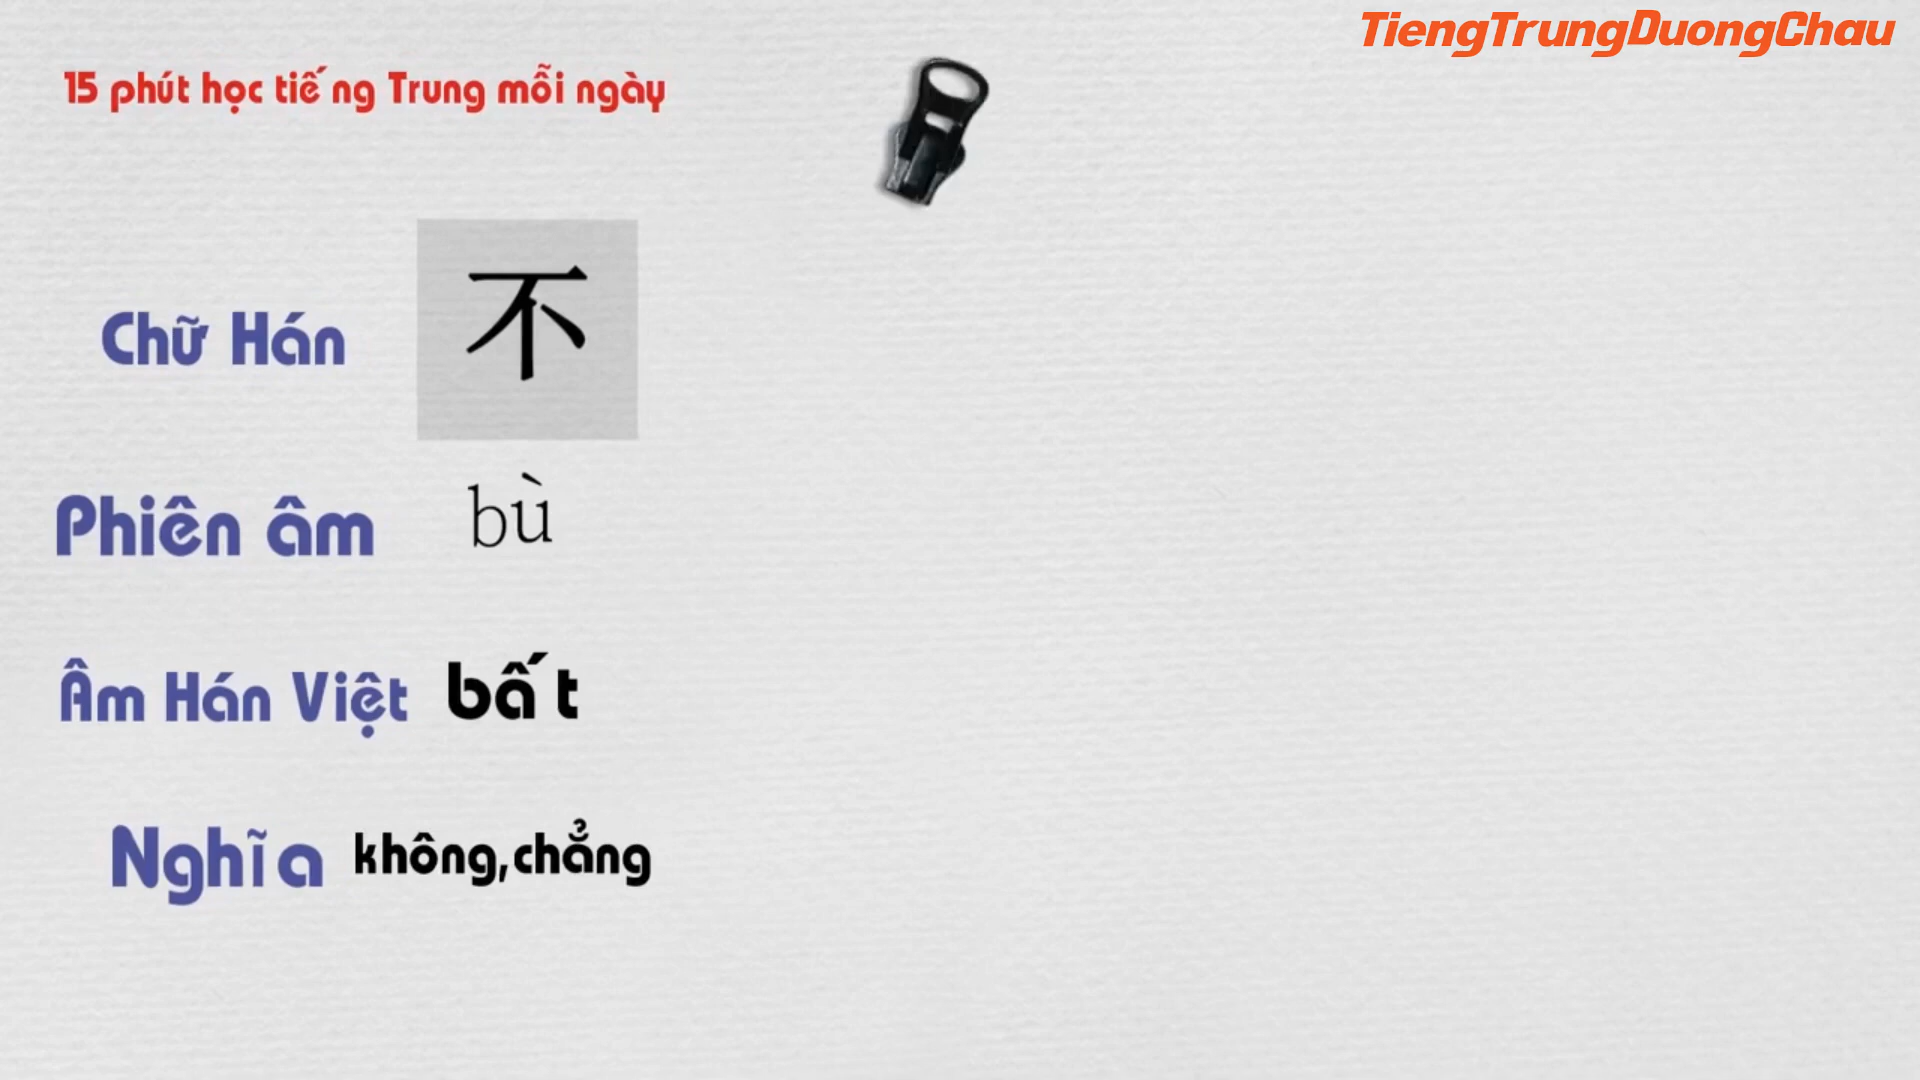 TiengTrungDuongChau
15 phút học tiếng Trung mỗi ngày
Chữ Hán 不
Phiên âm bù
Âm Hán Việt bất
Nghĩa không,chẳng